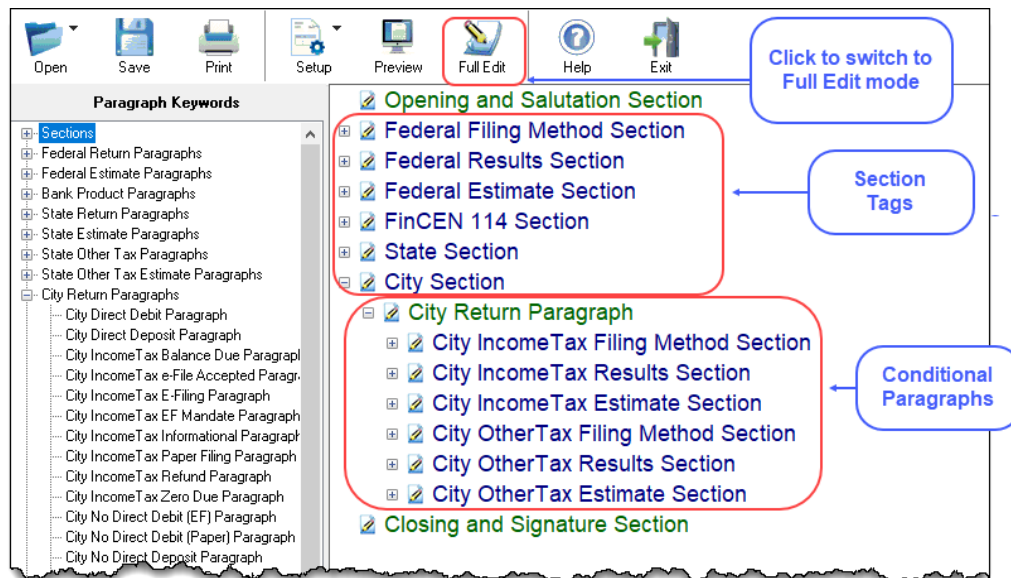 Open
Save
Print
Setup
Preview
Full Edit
Help
Exit
Click to switch to
Full Edit mode
Paragraph Keywords
Sections
Federal Return Paragraphs
Federal Estimate Paragraphs
Bank Product Paragraphs
State Return Paragraphs
State Estimate Paragraphs
State Other Tax Paragraphs
State Other Tax Estimate Paragraphs
City Return Paragraphs
City Direct Debit Paragraph
City Direct Deposit Paragraph
City IncomeTax Balance Due Paragrapl
City IncomeTax e-File Accepted Paragr
City IncomeTax E-Filing Paragraph
City IncomeTax EF Mandate Paragraph
City IncomeTax Informational Paragraph
City IncomeTax Paper Filing Paragraph
City IncomeTax Refund Paragraph
City IncomeTax Zero Due Paragraph
City No Direct Debit (EF) Paragraph
City No Direct Debit (Paper) Paragraph
City No Direct Deposit Paragraph
Opening and Salutation Section
Federal Filing Method Section
Federal Results Section
Federal Estimate Section
FinCEN 114 Section
State Section
City Section
City Return Paragraph
City IncomeTax Filing Method Section
City IncomeTax Results Section
City IncomeTax Estimate Section
City OtherTax Filing Method Section
City OtherTax Results Section
City OtherTax Estimate Section
Closing and Signature Section
Section
Tags
Conditional
Paragraphs